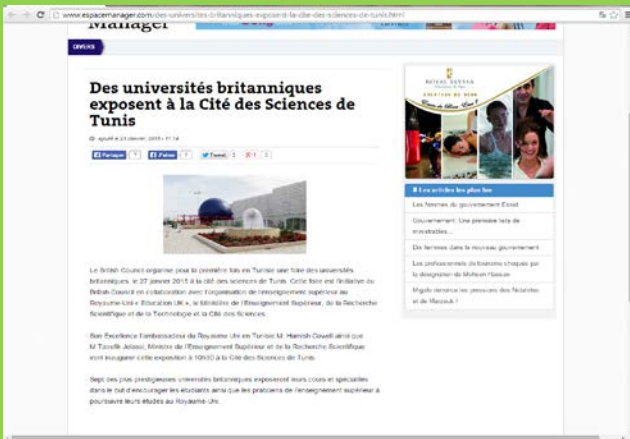 www.espacemanager.com/des-universites-britanniques-exposent-la-cite-des-sciences-de-tunis.html
Manager
DIVERS
Des universités britanniques
exposent à la Cité des Sciences de
Tunis
Partager
J'aime
Tweet
Le British Council organise pour la première fois en Tunisie une foire des universités
britanniques, le 27 janvier 2015 à la cité des sciences de Tunis. Cette foire est l'initiative du
British Council en collaboration avec l'organisation de l'enseignement supérieur au
Royaume-Uni « Education UK », le Ministère de l'Enseignement Supérieur, de la Recherche
Scientifique et de la Technologie et la Cité des Sciences.
Son Excellence l'ambassadeur du Royaume Uni en Tunisie M. Hamish Cowell ainsi que
M.Tawfik Jelassi, Ministre de l'Enseignement Supérieur et de la Recherche Scientifique
vont inaugurer cette exposition à 10h30 à la Cité des Sciences de Tunis.
Sept des plus prestigieuses universités britanniques exposeront leurs cours et spécialités
dans le but d'encourager les étudiants ainsi que les praticiens de l'enseignement supérieur à
poursuivre leurs études au Royaume-Uni.
ROYAL ELYSSA
Les articles les plus lus
Les femmes du gouvernement Essid
Gouvernement: Une première liste de
ministrables...
Dix femmes dans le nouveau gouvernement
Les professionnels du tourisme choqués par
la désignation de Mohsen Hassan
et de Marzouk !